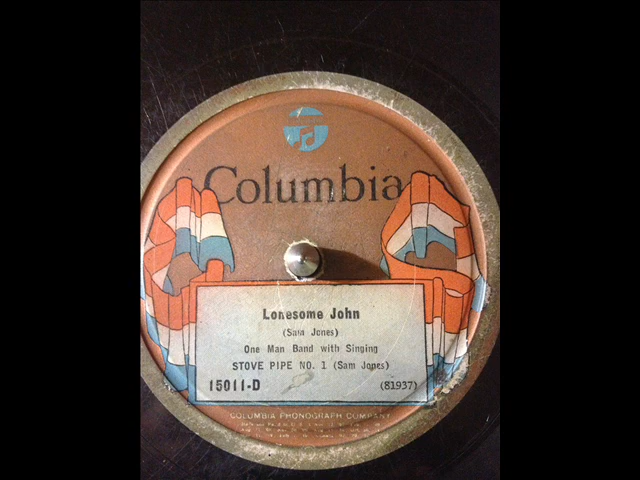 Columbia
Lonesome John
(Sam Jones)
One Man Band with Singing
STOVE PIPE NO. 1 (Sam Jones)
15011-D (81937)
COLUMBIA PHONOGRAPH COMPANY